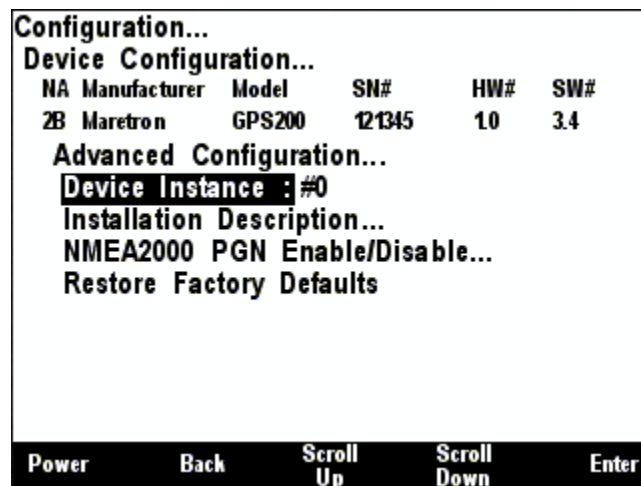 Configuration...
Device Configuration...
NA Manufacturer Model SN# HW# SW#
2B Maretron GPS200 121345 1.0 3.4
Advanced Configuration...
Device Instance : #0
Installation Description...
NMEA2000 PGN Enable/Disable...
Restore Factory Defaults
Power Back Scroll Up Scroll Down Enter